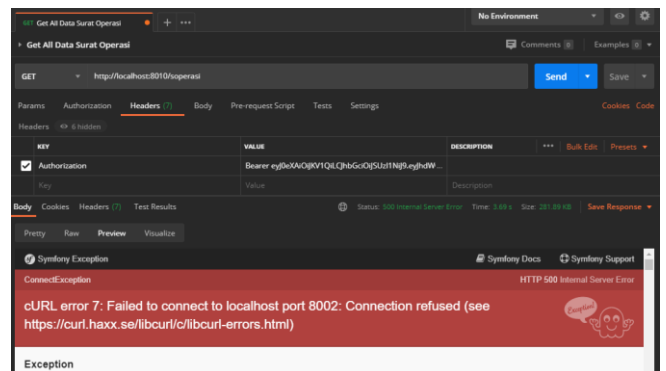 GET Get All Data Surat Operasi
No Environment
Get All Data Surat Operasi
Comments 0 Examples 0
GET http://localhost:8010/soperasi Send Save
Params Authorization Headers (7) Body Pre-request Script Tests Settings Cookies Code
Headers 6 hidden
KEY VALUE DESCRIPTION Bulk Edit Presets
Authorization
Key Value Description
Body Cookies Headers (7) Test Results Status: 500 Internal Server Error Time: 3.69 s Size: 281.89 KB Save Response
Pretty Raw Preview Visualize
Symfony Exception Symfony Docs Symfony Support
ConnectException HTTP 500 Internal Server Error
cURL error 7: Failed to connect to localhost port 8002: Connection refused (see
https://curl.haxx.se/libcurl/c/libcurl-errors.html)
Exception!
Exception